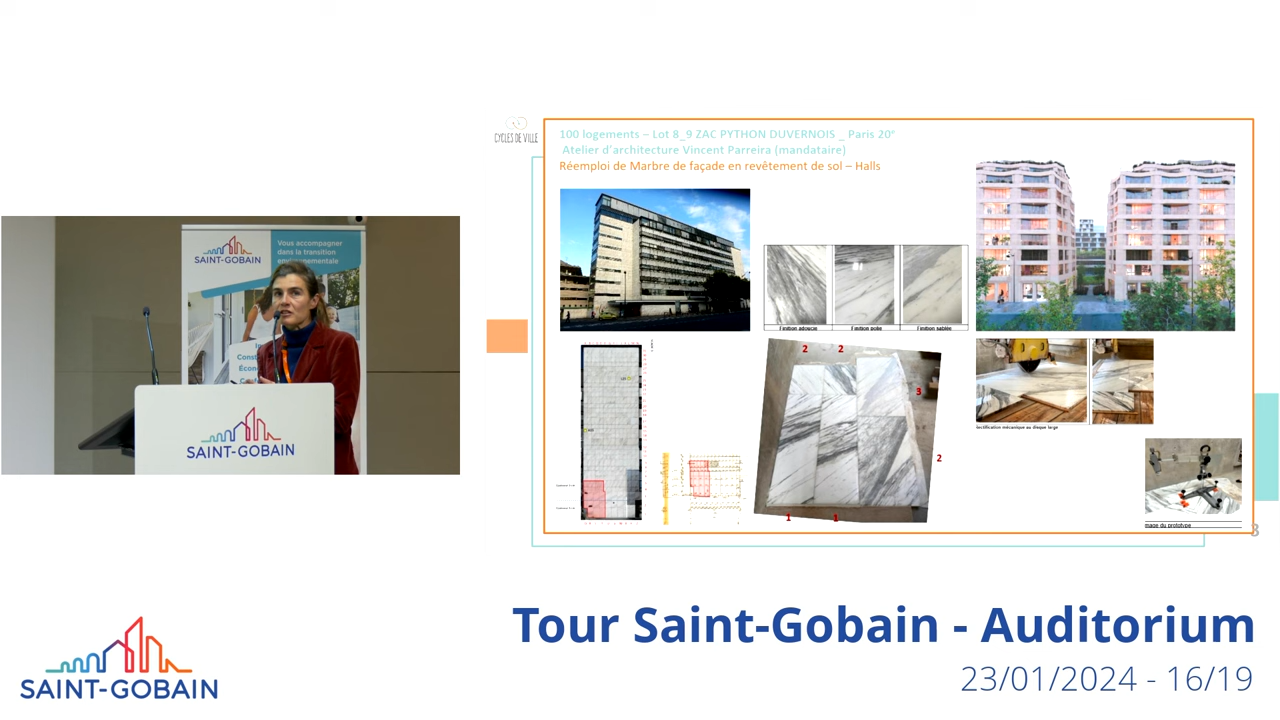 CYCLES DE VILLE
100 logements – Lot 8_9 ZAC PYTHON DUVERNOIS _ Paris 20°
Atelier d'architecture Vincent Parreira (mandataire)
Réemploi de Marbre de façade en revêtement de sol – Halls
Finition adoucie
Finition polie
Finition sablée
2
2
3
2
1
1
Rectification mécanique au disque large
Image du prototype
3
SAINT-GOBAIN
Vous accompagner
dans la transition
environnementale
SAINT-GOBAIN
Tour Saint-Gobain - Auditorium
23/01/2024 - 16/19
SAINT-GOBAIN